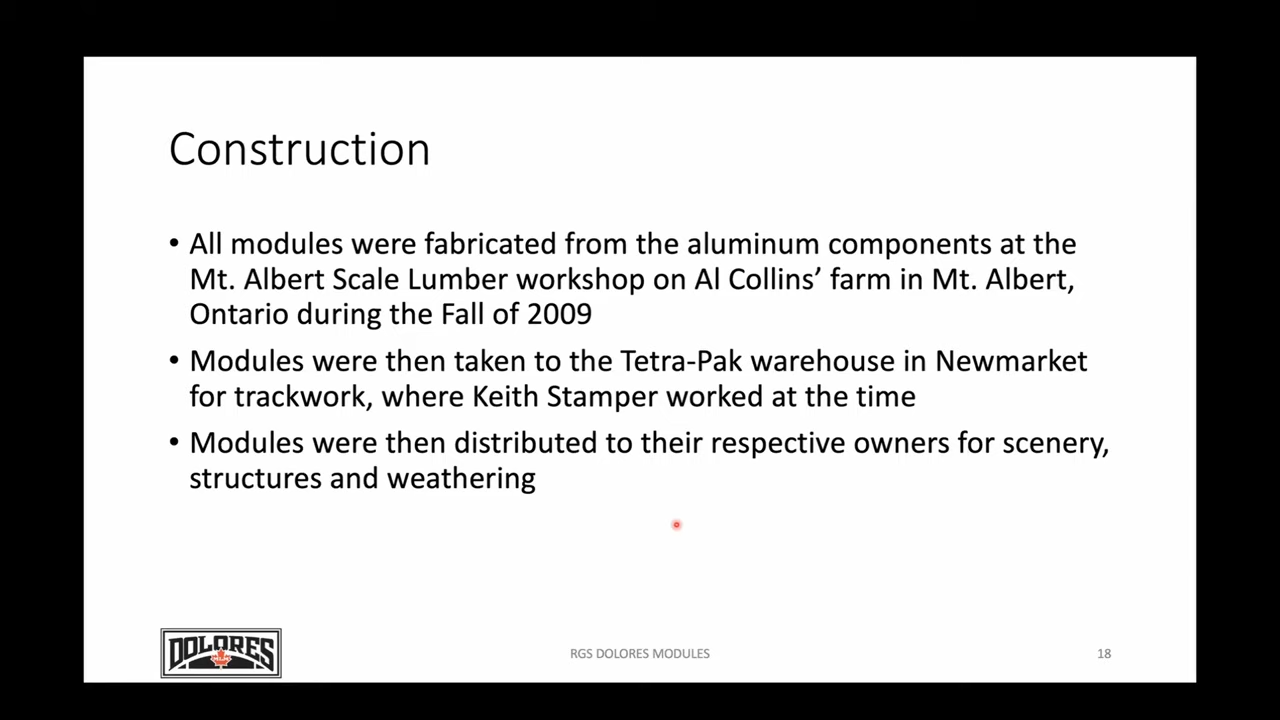 Construction
• All modules were fabricated from the aluminum components at the
Mt. Albert Scale Lumber workshop on Al Collins’ farm in Mt. Albert,
Ontario during the Fall of 2009
• Modules were then taken to the Tetra-Pak warehouse in Newmarket
for trackwork, where Keith Stamper worked at the time
• Modules were then distributed to their respective owners for scenery,
structures and weathering
DOLORES
RGS DOLORES MODULES
18